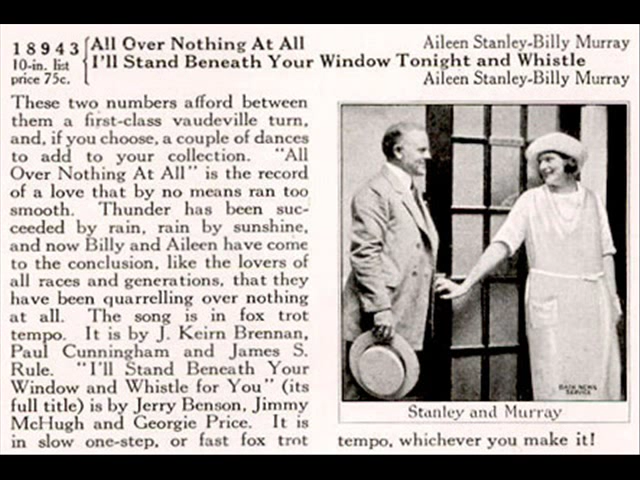 18943 All Over Nothing At All Aileen Stanley-Billy Murray
10-in. list I'll Stand Beneath Your Window Tonight and Whistle
price 75c. Aileen Stanley-Billy Murray
These two numbers afford between
them a first-class vaudeville turn,
and, if you choose, a couple of dances
to add to your collection. "All
Over Nothing At All" is the record
of a love that by no means ran too
smooth. Thunder has been suc-
ceeded by rain, rain by sunshine,
and now Billy and Aileen have come
to the conclusion, like the lovers of
all races and generations, that they
have been quarrelling over nothing
at all. The song is in fox trot
tempo. It is by J. Keirn Brennan,
Paul Cunningham and James S.
Rule. "I'll Stand Beneath Your
Window and Whistle for You" (its
full title) is by Jerry Benson, Jimmy
McHugh and Georgie Price. It is
in slow one-step, or fast fox trot
BAIN NEWS
SERVICE
Stanley and Murray
tempo, whichever you make it!